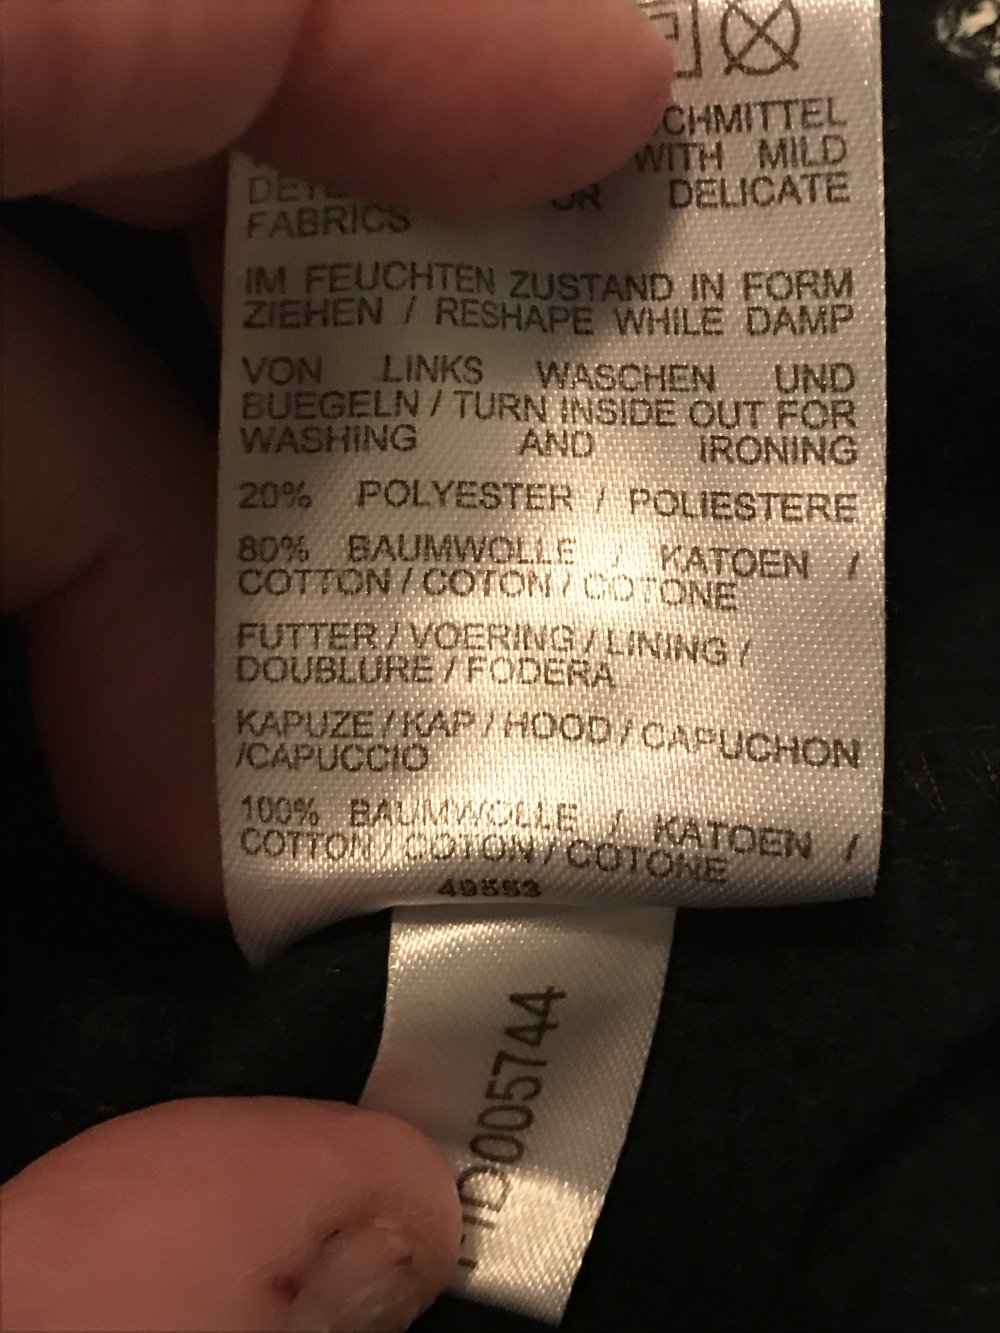 WITH MILD
DELICATE
FABRICS
IM FEUCHTEN ZUSTAND IN FORM
ZIEHEN / RESHAPE WHILE DAMP
VON LINKS WASCHEN UND
BUEGELN / TURN INSIDE OUT FOR
WASHING AND IRONING
20% POLYESTER / POLIESTERE
80% BAUMWOLLE / KATOEN /
COTTON / COTON / COTONE
FUTTER / VOERING / LINING /
DOUBLURE / FODERA
KAPUZE / KAP / HOOD / CAPUCHON
/CAPUCCIO
100% BAUMWOLLE / KATOEN /
COTTON / COTON / COTONE
49553